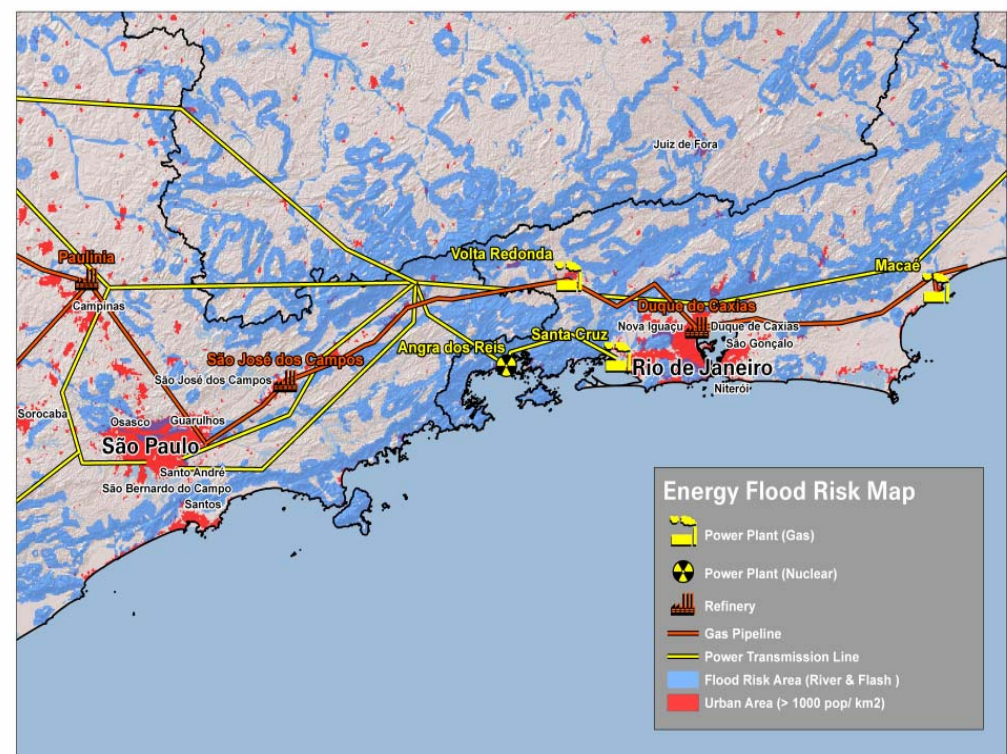 Juiz de Fora
Volta Redonda
Macaé
Paulínia
Campinas
Duque de Caxias
Nova Iguaçu
Duque de Caxias
São Gonçalo
Santa Cruz
Angra dos Reis
Rio de Janeiro
Niterói
São José dos Campos
São José dos Campos
Sorocaba
Osasco
Guarulhos
São Paulo
Santo André
São Bernardo do Campo
Santos
Energy Flood Risk Map
Power Plant (Gas)
Power Plant (Nuclear)
Refinery
Gas Pipeline
Power Transmission Line
Flood Risk Area (River & Flash )
Urban Area (> 1000 pop/ km2)